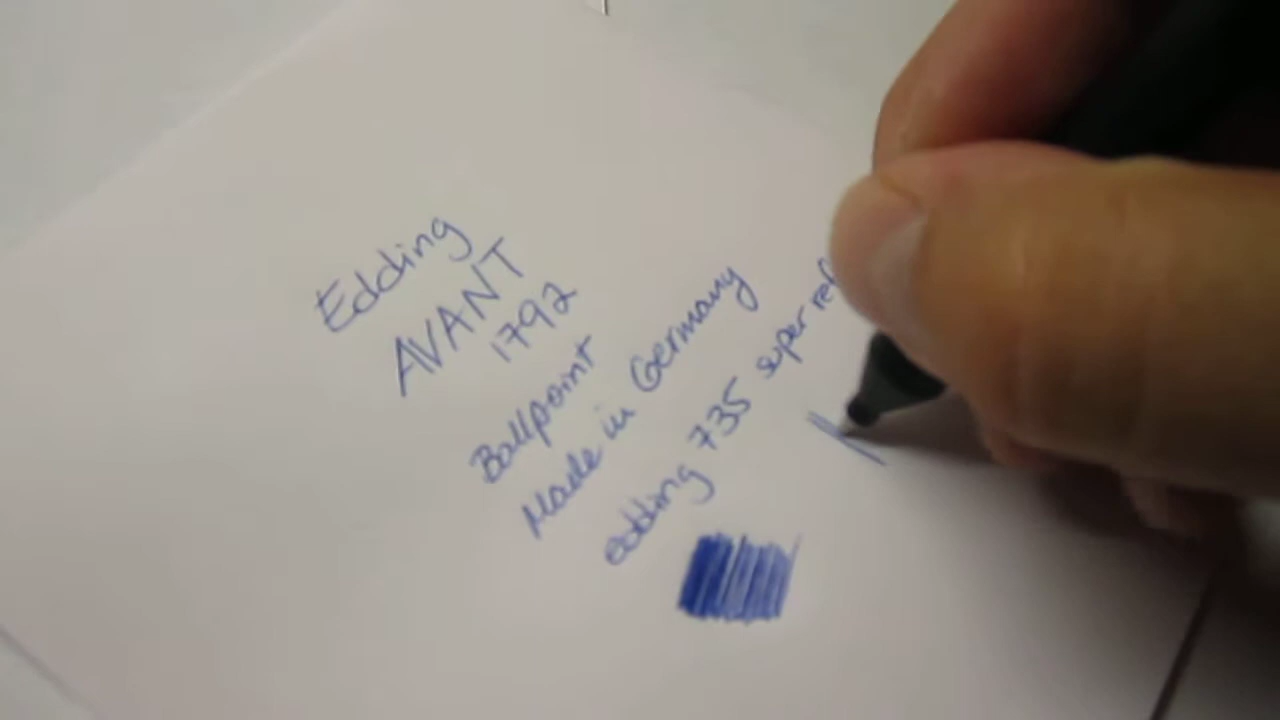 Edding
AVANT
1792
Ballpoint
Made in Germany
edding 735 super